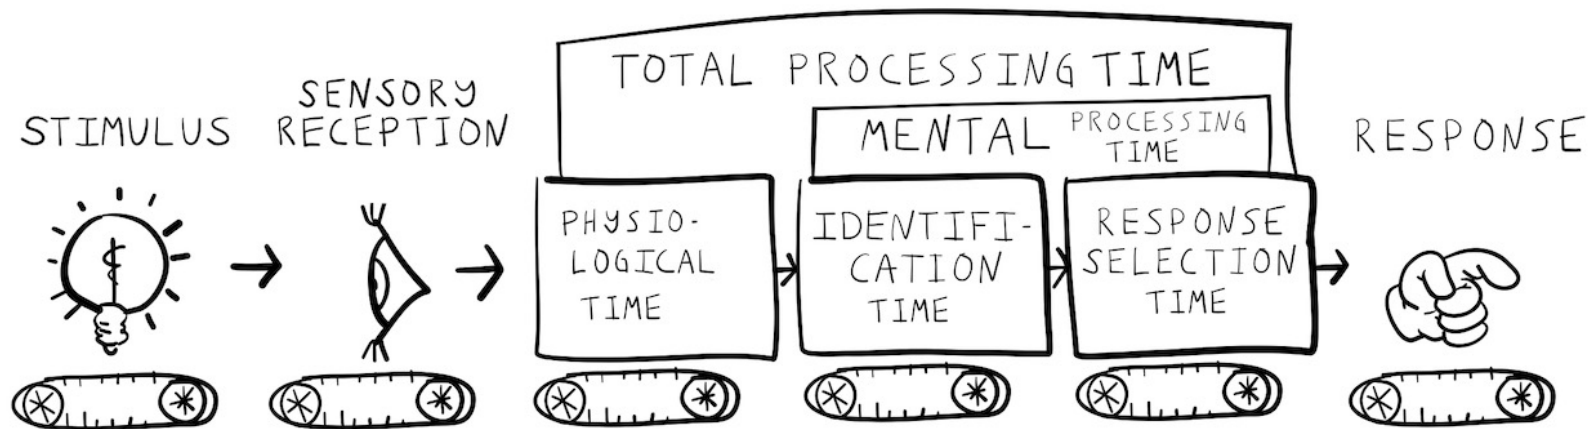 STIMULUS
SENSORY
RECEPTION
TOTAL PROCESSING TIME
MENTAL PROCESSING
TIME
PHYSIO-
LOGICAL
TIME
IDENTIFI-
CATION
TIME
RESPONSE
SELECTION
TIME
RESPONSE